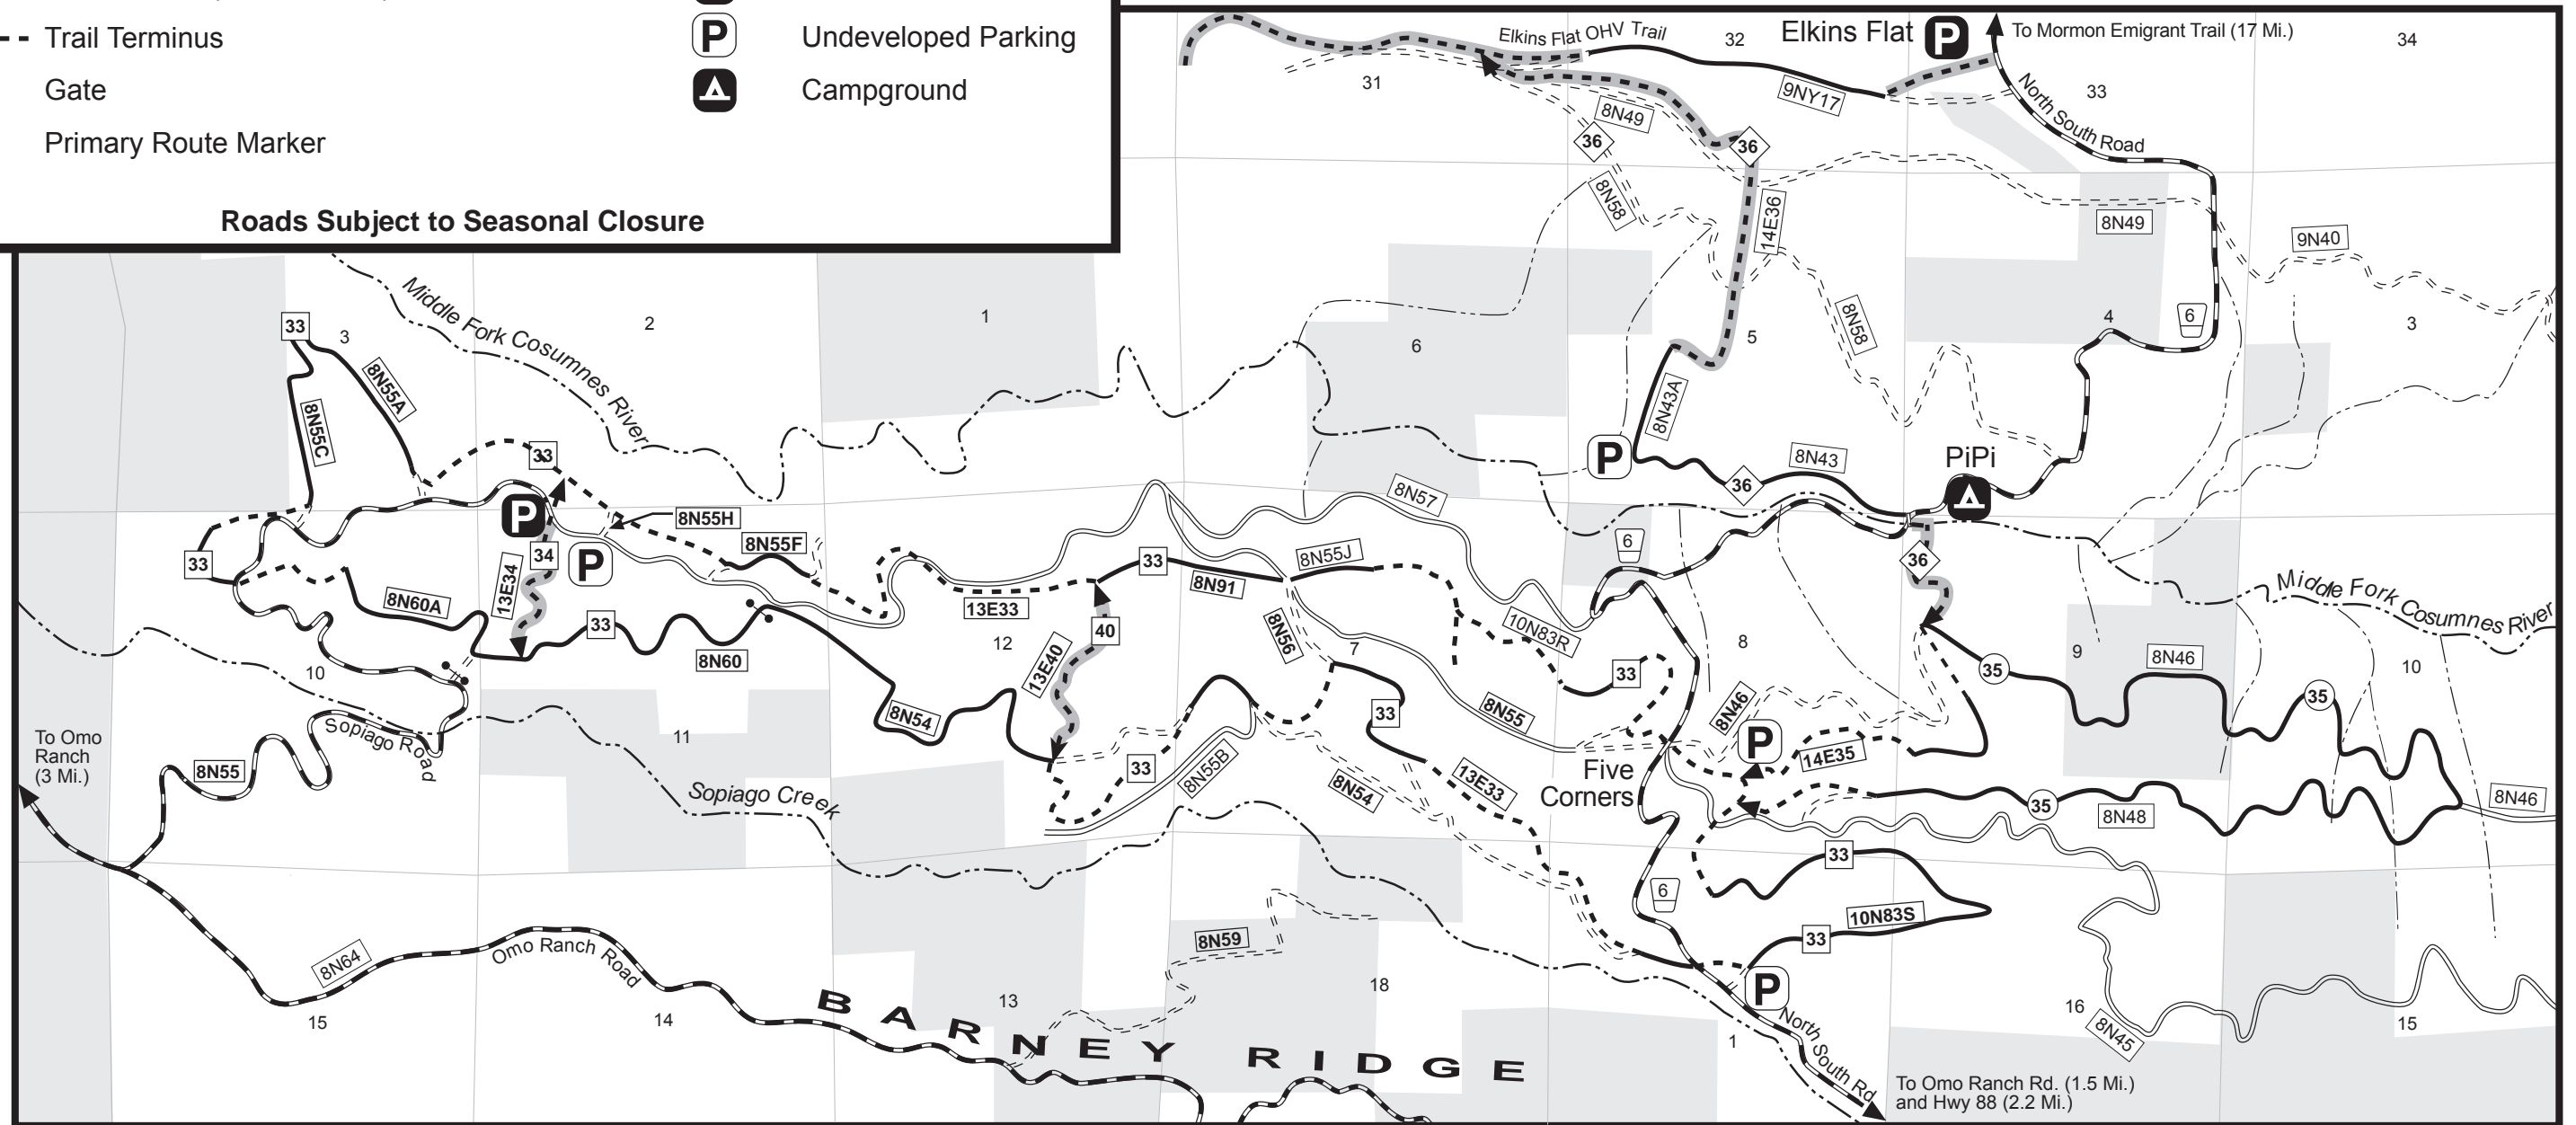 Trail Terminus
P
Undeveloped Parking
Gate
Campground
Primary Route Marker
Roads Subject to Seasonal Closure
Elkins Flat OHV Trail
32
Elkins Flat
P
To Mormon Emigrant Trail (17 Mi.)
34
31
9NY17
North South Road
33
8N49
36
36
8N58
14E36
8N49
9N40
Middle Fork Cosumnes River
33
3
2
1
6
5
8N58
4
6
3
8N55A
8N55C
8N43A
33
P
8N43
36
PiPi
P
8N55H
8N57
34
P
8N55F
6
33
13E34
33
8N55J
8N91
36
8N60A
13E33
33
40
8N56
10N83R
Middle Fork Cosumnes River
8N60
12
13E40
7
33
8
35
9
8N46
10
10
35
8N54
33
8N55
8N46
To Omo
Ranch
(3 Mi.)
Sopiago Road
11
P
14E35
8N55
33
8N55B
8N54
13E33
Five
Corners
Sopiago Creek
35
8N48
8N46
33
6
8N59
10N83S
33
8N64
Omo Ranch Road
18
P
15
14
13
16
15
8N45
BARNEY RIDGE
1
North South Rd
To Omo Ranch Rd. (1.5 Mi.)
and Hwy 88 (2.2 Mi.)